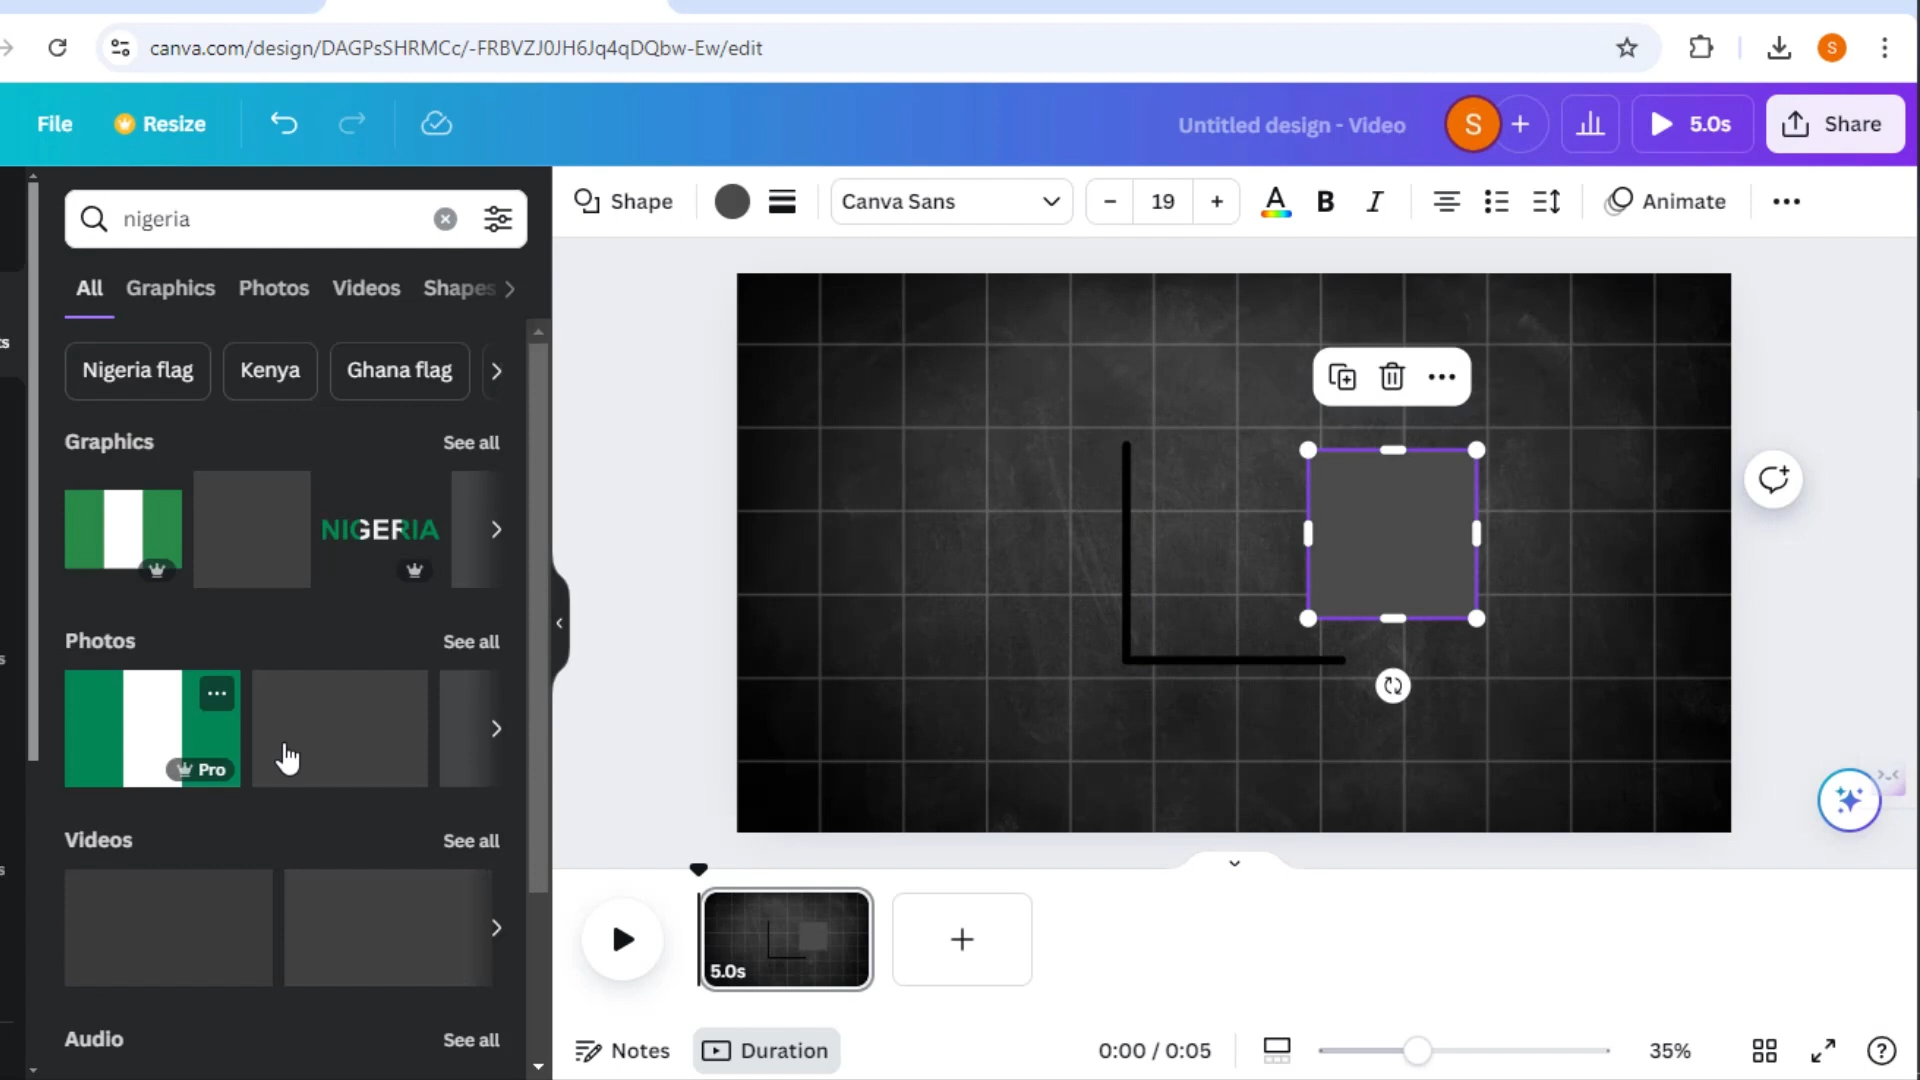 canva.com/design/DAGPsSHRMCc/-FRBVZJ0JH6Jq4qDQbw-Ew/edit
S
File
Resize
Untitled design - Video
S
5.0s
Share
nigeria
Shape
Canva Sans
19
A
B
I
Animate
All
Graphics
Photos
Videos
Shapes
Nigeria flag
Kenya
Ghana flag
Graphics
See all
NIGERIA
Photos
See all
Pro
Videos
See all
5.0s
Audio
See all
Notes
Duration
0:00 / 0:05
35%